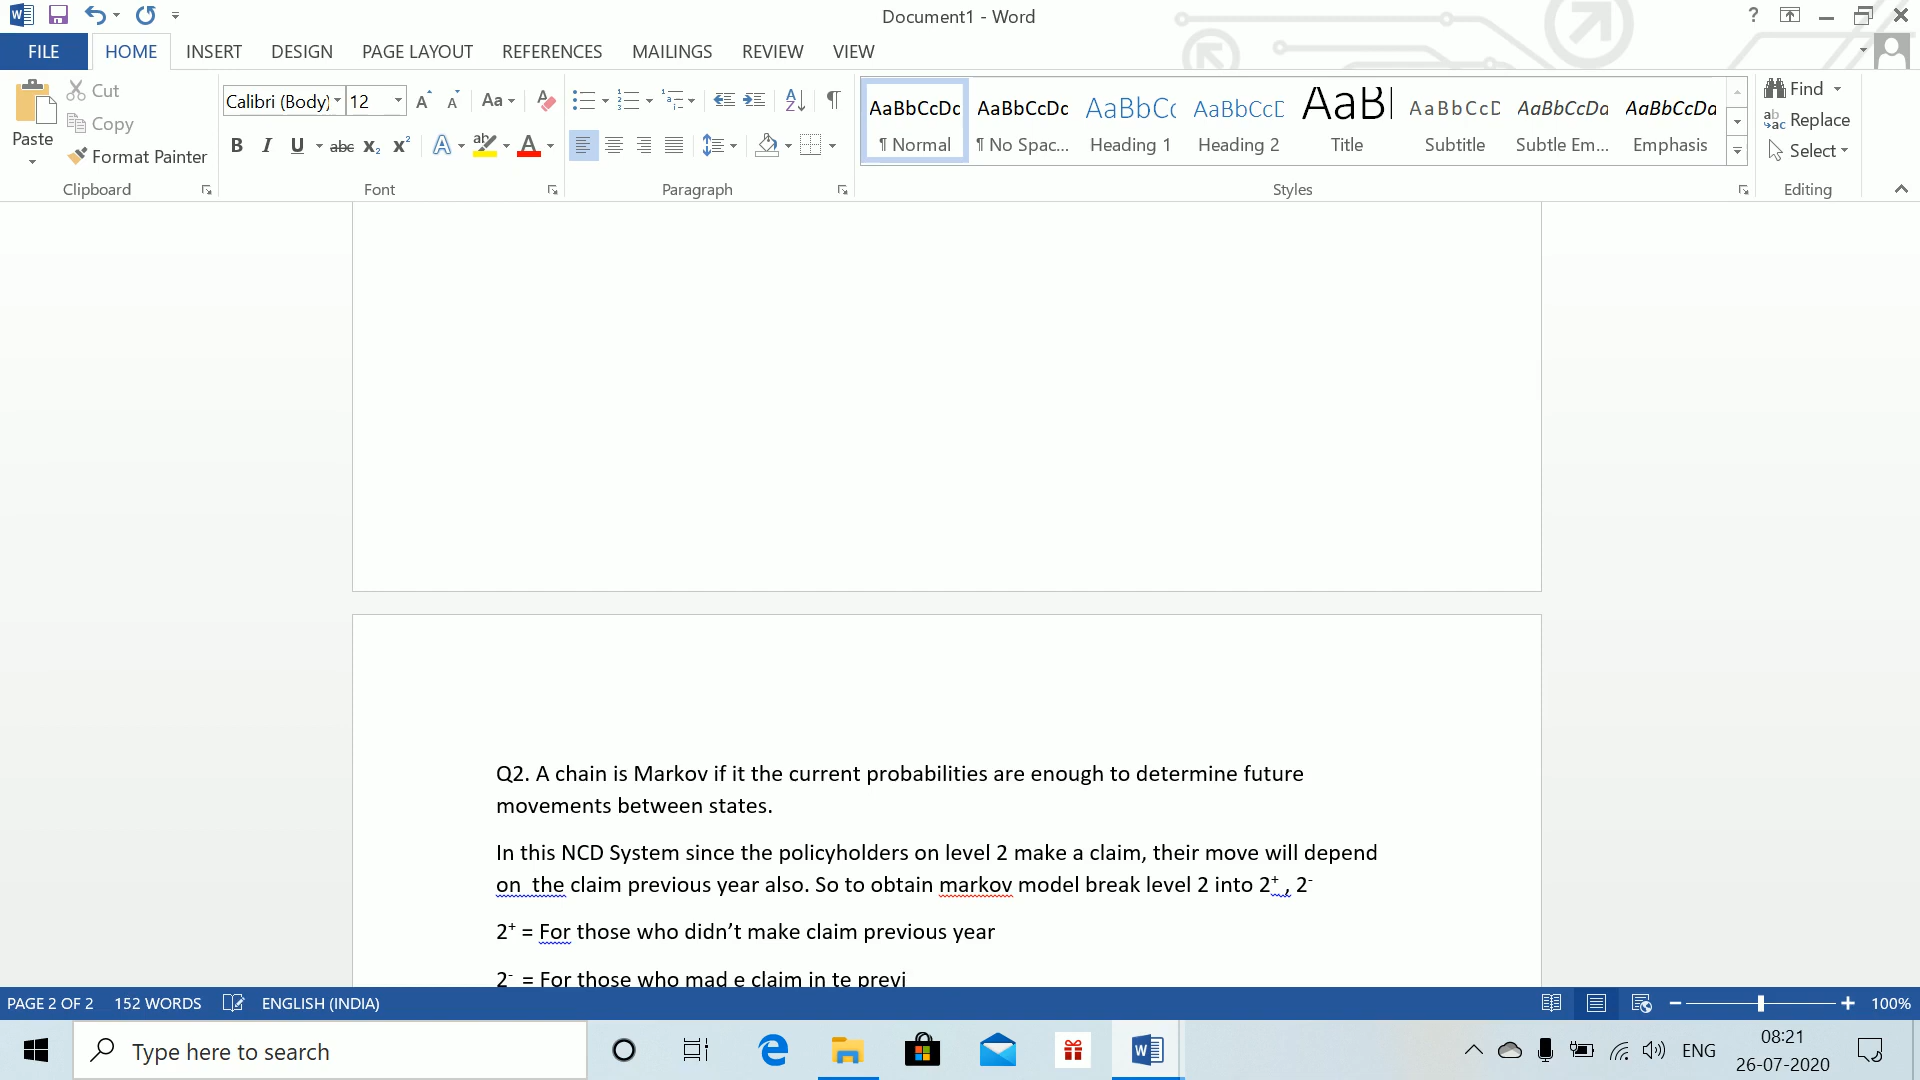 Document1 - Word
?
FILE HOME INSERT DESIGN PAGE LAYOUT REFERENCES MAILINGS REVIEW VIEW
Paste
Cut
Copy
Format Painter
Clipboard
Calibri (Body) 12
Font
Paragraph
AaBbCcDc AaBbCcDc AaBbCc AaBbCcD AaBl AaBbCcD AaBbCcDa AaBbCcDa
¶ Normal ¶ No Spac... Heading 1 Heading 2 Title Subtitle Subtle Em... Emphasis
Styles
Find
Replace
Select
Editing
Q2. A chain is Markov if it the current probabilities are enough to determine future
movements between states.
In this NCD System since the policyholders on level 2 make a claim, their move will depend
on  the claim previous year also. So to obtain markov model break level 2 into 2⁺ , 2⁻
2⁺ = For those who didn’t make claim previous year
2⁻ = For those who mad e claim in te previ
PAGE 2 OF 2 152 WORDS ENGLISH (INDIA) 100%
Type here to search
ENG
08:21
26-07-2020